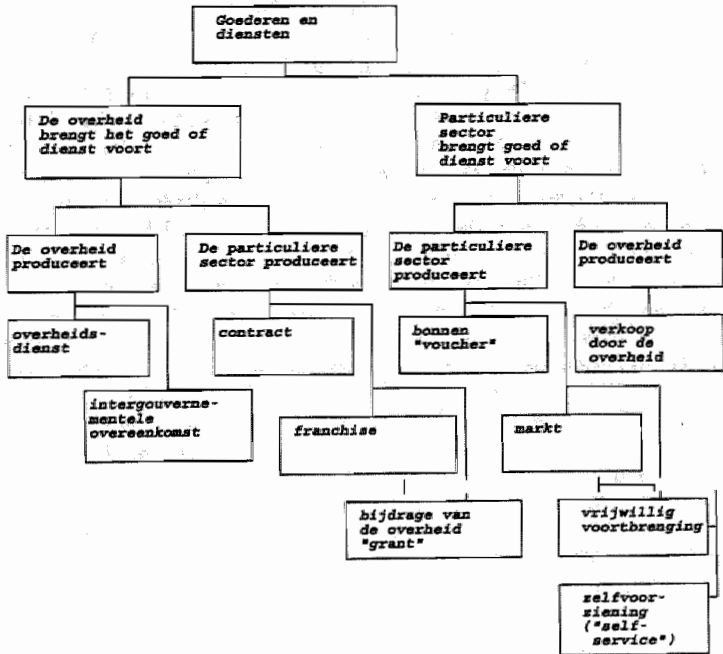 Goederen en
diensten
De overheid
brengt het goed of
dienst voort
Particuliere
sector
brengt goed of
dienst voort
De overheid
produceert
De particuliere
sector produceert
De particuliere
sector
produceert
De overheid
produceert
overheids-
dienst
contract
bonnen
"voucher"
verkoop
door de
overheid
intergouverne-
mentele
overeenkomst
franchise
markt
bijdrage van
de overheid
"grant"
vrijwillig
voortbrenging
zelfvoor-
ziening
("self-
service")